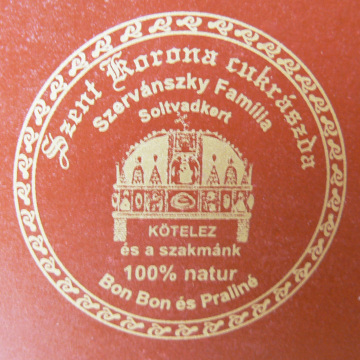 Szent Korona cukrászda
Szervánszky Família
Soltvadkert
KÖTELEZ
és a szakmánk
100% natur
Bon Bon és Praliné